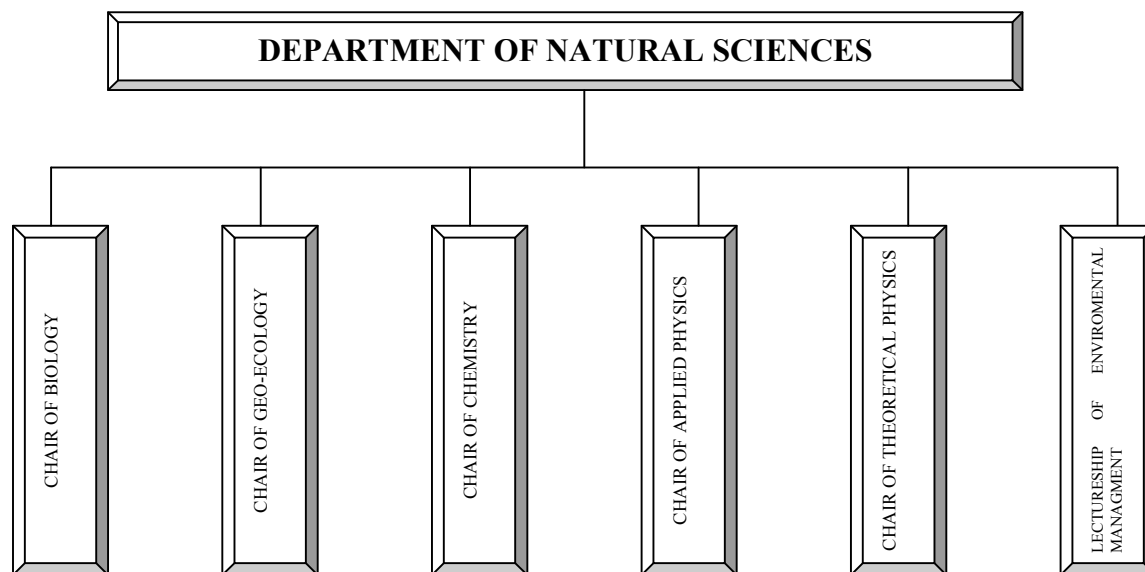 DEPARTMENT OF NATURAL SCIENCES
CHAIR OF BIOLOGY
CHAIR OF GEO-ECOLOGY
CHAIR OF CHEMISTRY
CHAIR OF APPLIED PHYSICS
CHAIR OF THEORETICAL PHYSICS
LECTURESHIP OF ENVIROMENTAL
MANAGMENT